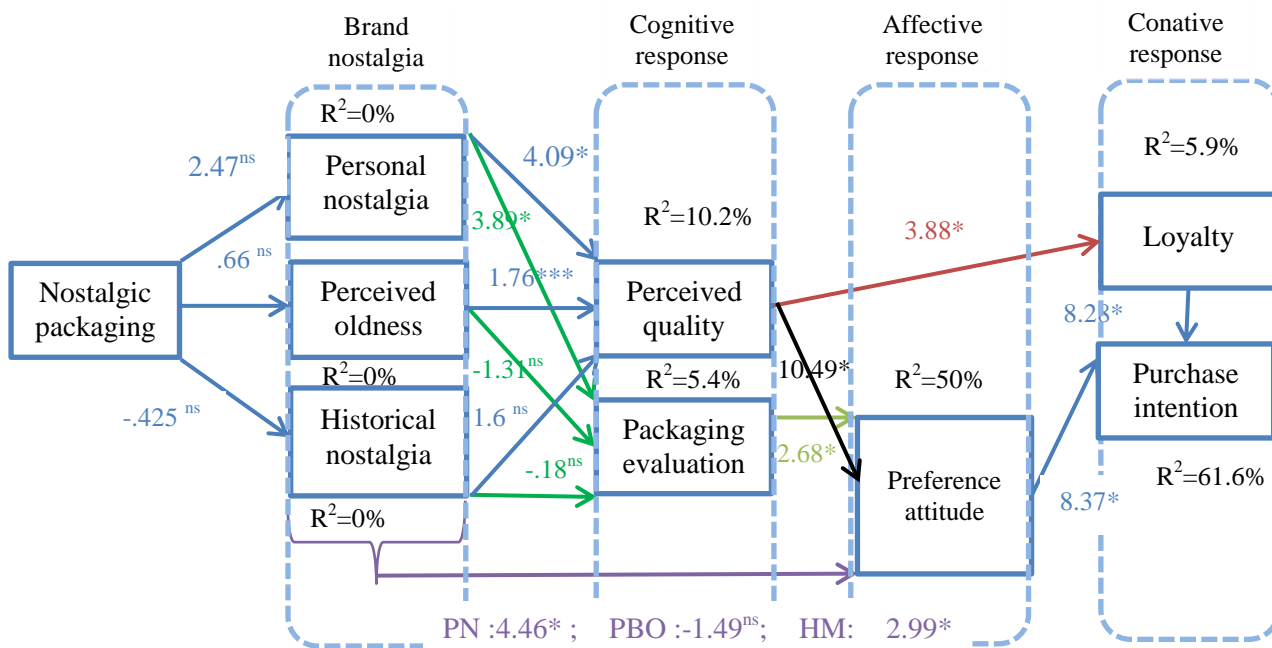 Brand
nostalgia
Cognitive
response
Affective
response
Conative
response
R²=0%
2.47ⁿˢ
Personal
nostalgia
4.09*
3.89*
R²=10.2%
R²=5.9%
.66 ⁿˢ
Nostalgic
packaging
Perceived
oldness
1.76***
Perceived
quality
3.88*
Loyalty
R²=0%
-1.31ⁿˢ
R²=5.4%
10.49*
R²=50%
8.28*
-.425 ⁿˢ
Historical
nostalgia
1.6 ⁿˢ
-.18ⁿˢ
Packaging
evaluation
2.68*
Preference
attitude
Purchase
intention
8.37*
R²=61.6%
R²=0%
PN :4.46* ; PBO :-1.49ⁿˢ; HM: 2.99*